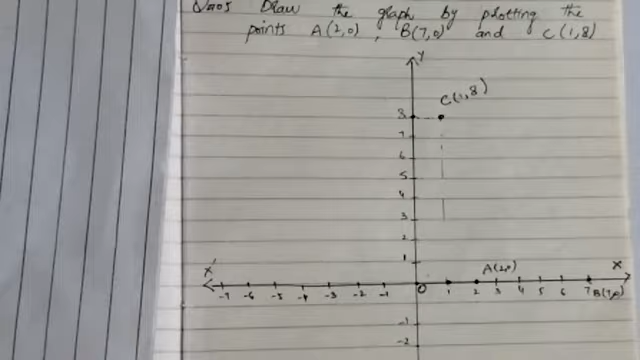 Q no5 Draw the graph by plotting the
points A(2,0), B(7,0) and C(1,8)
Y
C(1,8)
8
7
6
5
4
3
2
1
A(2,0)
X' X
-7 -6 -5 -4 -3 -2 -1 O 1 2 3 4 5 6 7 B(7,0)
-1
-2